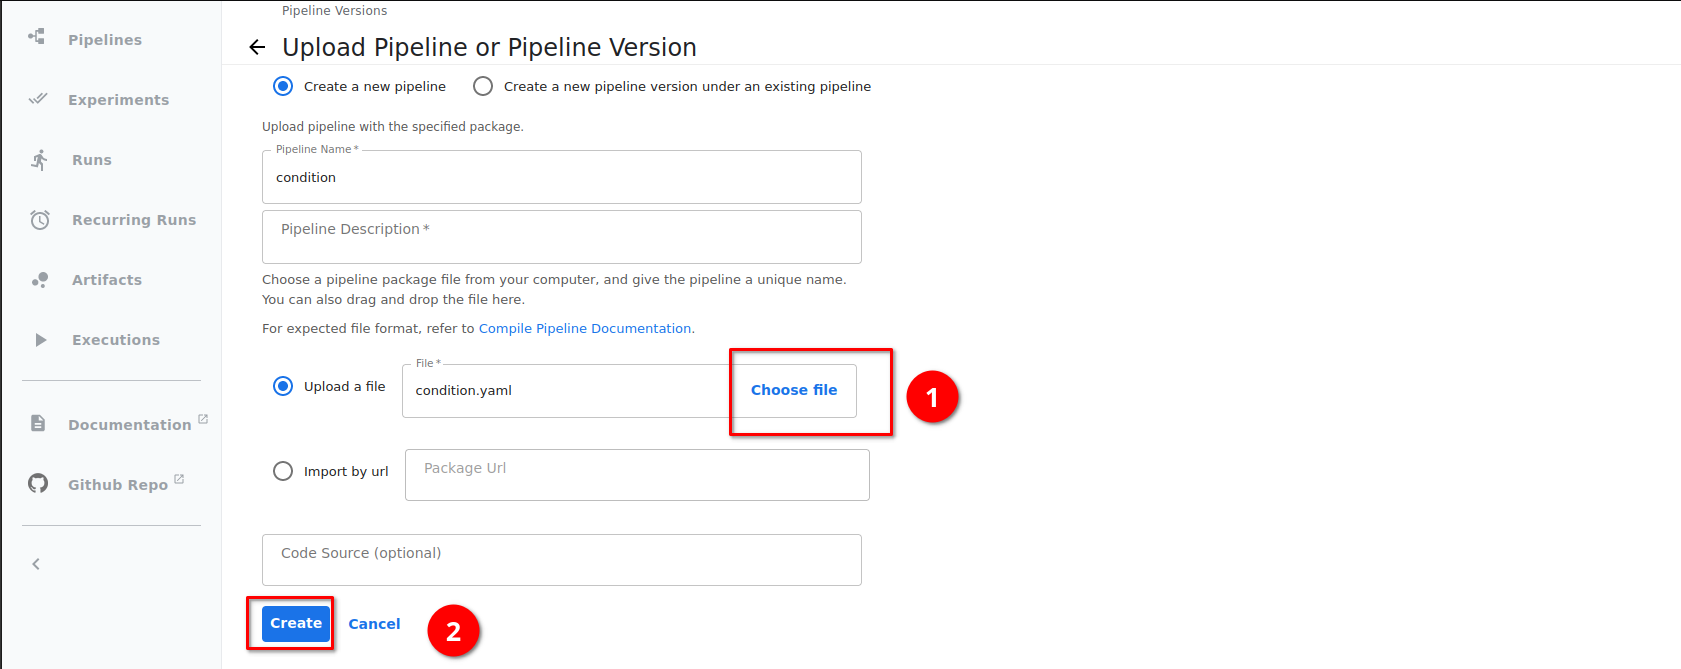 Pipelines
Experiments
Runs
Recurring Runs
Artifacts
Executions
Documentation
Github Repo
Pipeline Versions
Upload Pipeline or Pipeline Version
Create a new pipeline
Create a new pipeline version under an existing pipeline
Upload pipeline with the specified package.
Pipeline Name *
condition
Pipeline Description *
Choose a pipeline package file from your computer, and give the pipeline a unique name.
You can also drag and drop the file here.
For expected file format, refer to Compile Pipeline Documentation.
Upload a file
File *
condition.yaml
Choose file
1
Import by url
Package Url
Code Source (optional)
Create
Cancel
2